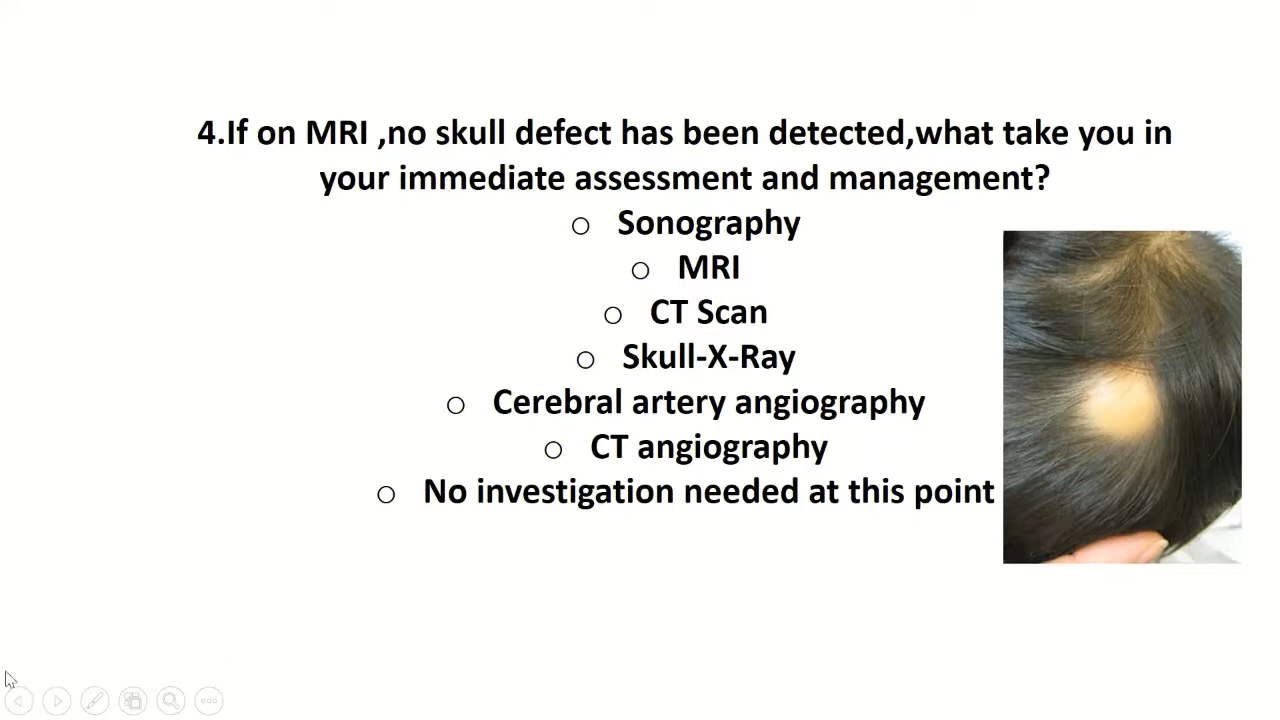 4.If on MRI ,no skull defect has been detected,what take you in
your immediate assessment and management?
o Sonography
o MRI
o CT Scan
o Skull-X-Ray
o Cerebral artery angiography
o CT angiography
o No investigation needed at this point